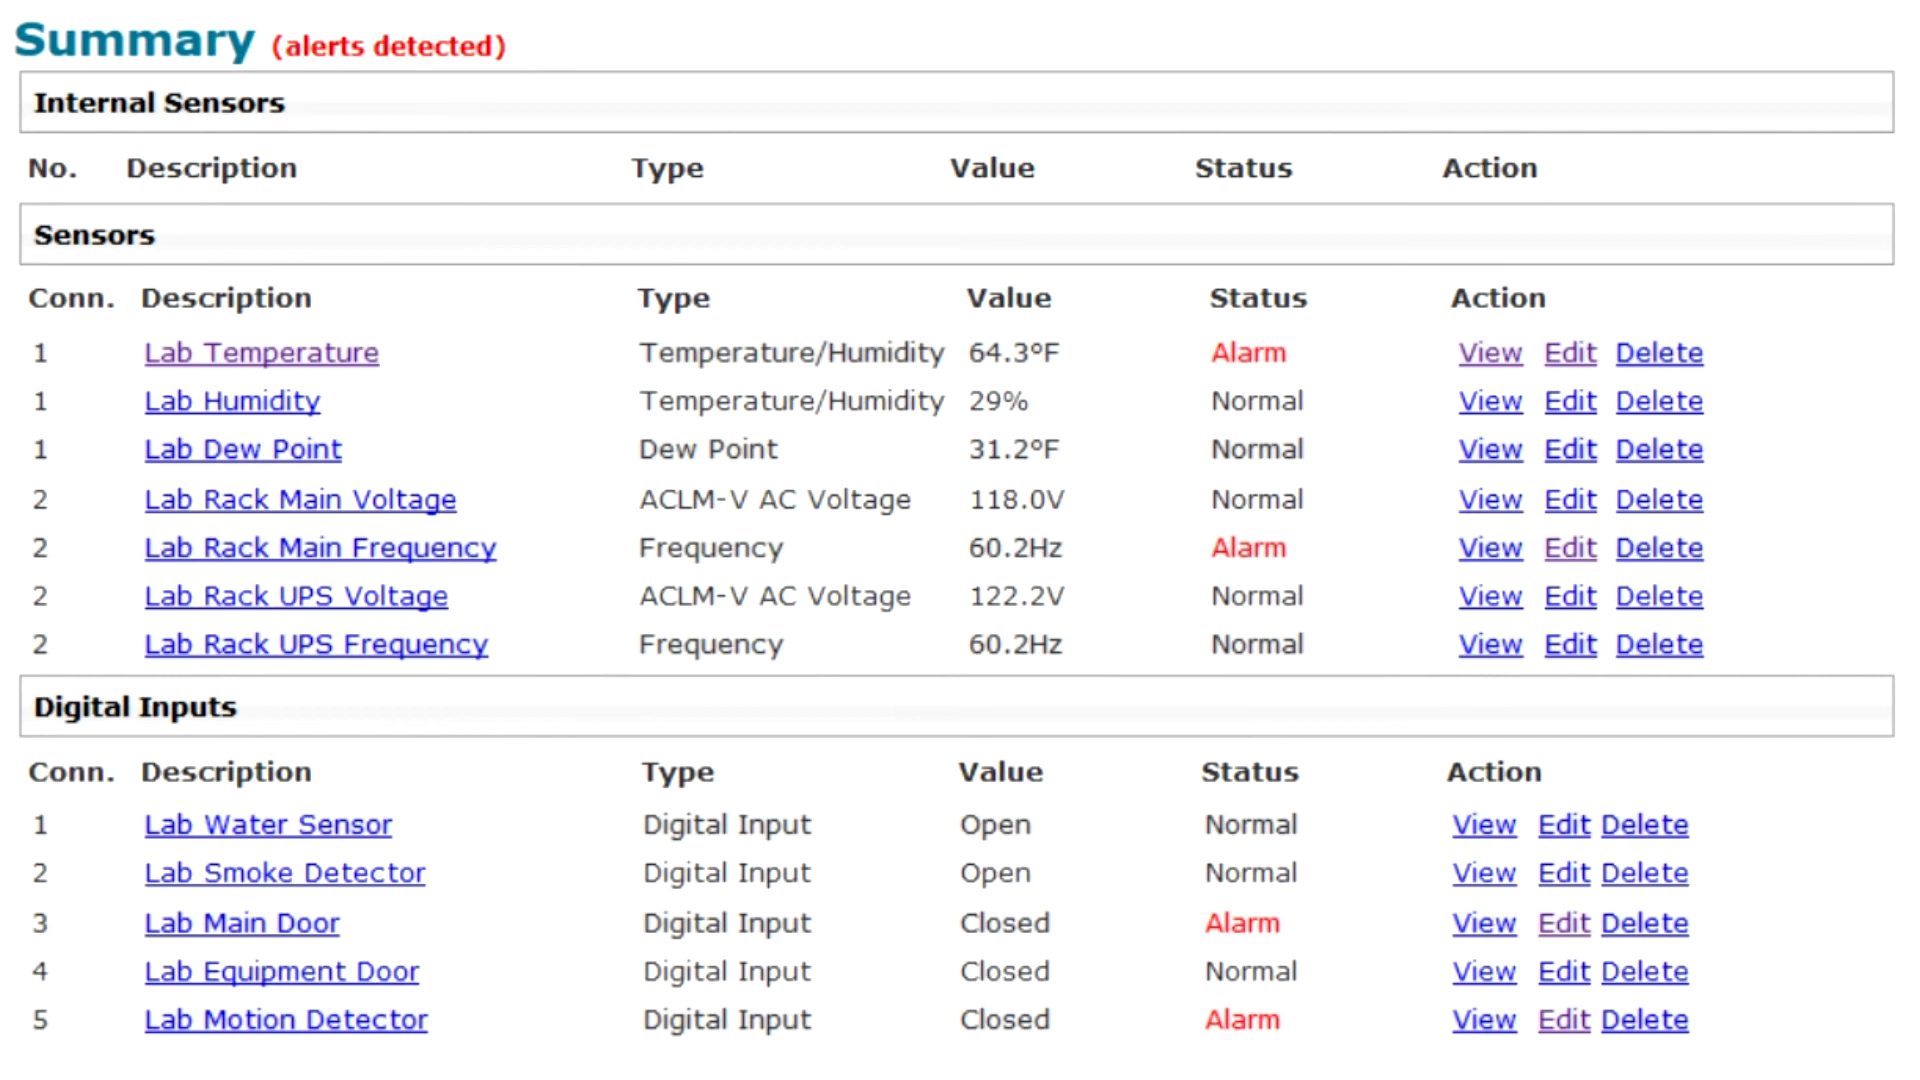 Summary (alerts detected)
Internal Sensors
No. Description Type Value Status Action
Sensors
Conn. Description Type Value Status Action
1 Lab Temperature Temperature/Humidity 64.3°F Alarm View Edit Delete
1 Lab Humidity Temperature/Humidity 29% Normal View Edit Delete
1 Lab Dew Point Dew Point 31.2°F Normal View Edit Delete
2 Lab Rack Main Voltage ACLM-V AC Voltage 118.0V Normal View Edit Delete
2 Lab Rack Main Frequency Frequency 60.2Hz Alarm View Edit Delete
2 Lab Rack UPS Voltage ACLM-V AC Voltage 122.2V Normal View Edit Delete
2 Lab Rack UPS Frequency Frequency 60.2Hz Normal View Edit Delete
Digital Inputs
Conn. Description Type Value Status Action
1 Lab Water Sensor Digital Input Open Normal View Edit Delete
2 Lab Smoke Detector Digital Input Open Normal View Edit Delete
3 Lab Main Door Digital Input Closed Alarm View Edit Delete
4 Lab Equipment Door Digital Input Closed Normal View Edit Delete
5 Lab Motion Detector Digital Input Closed Alarm View Edit Delete